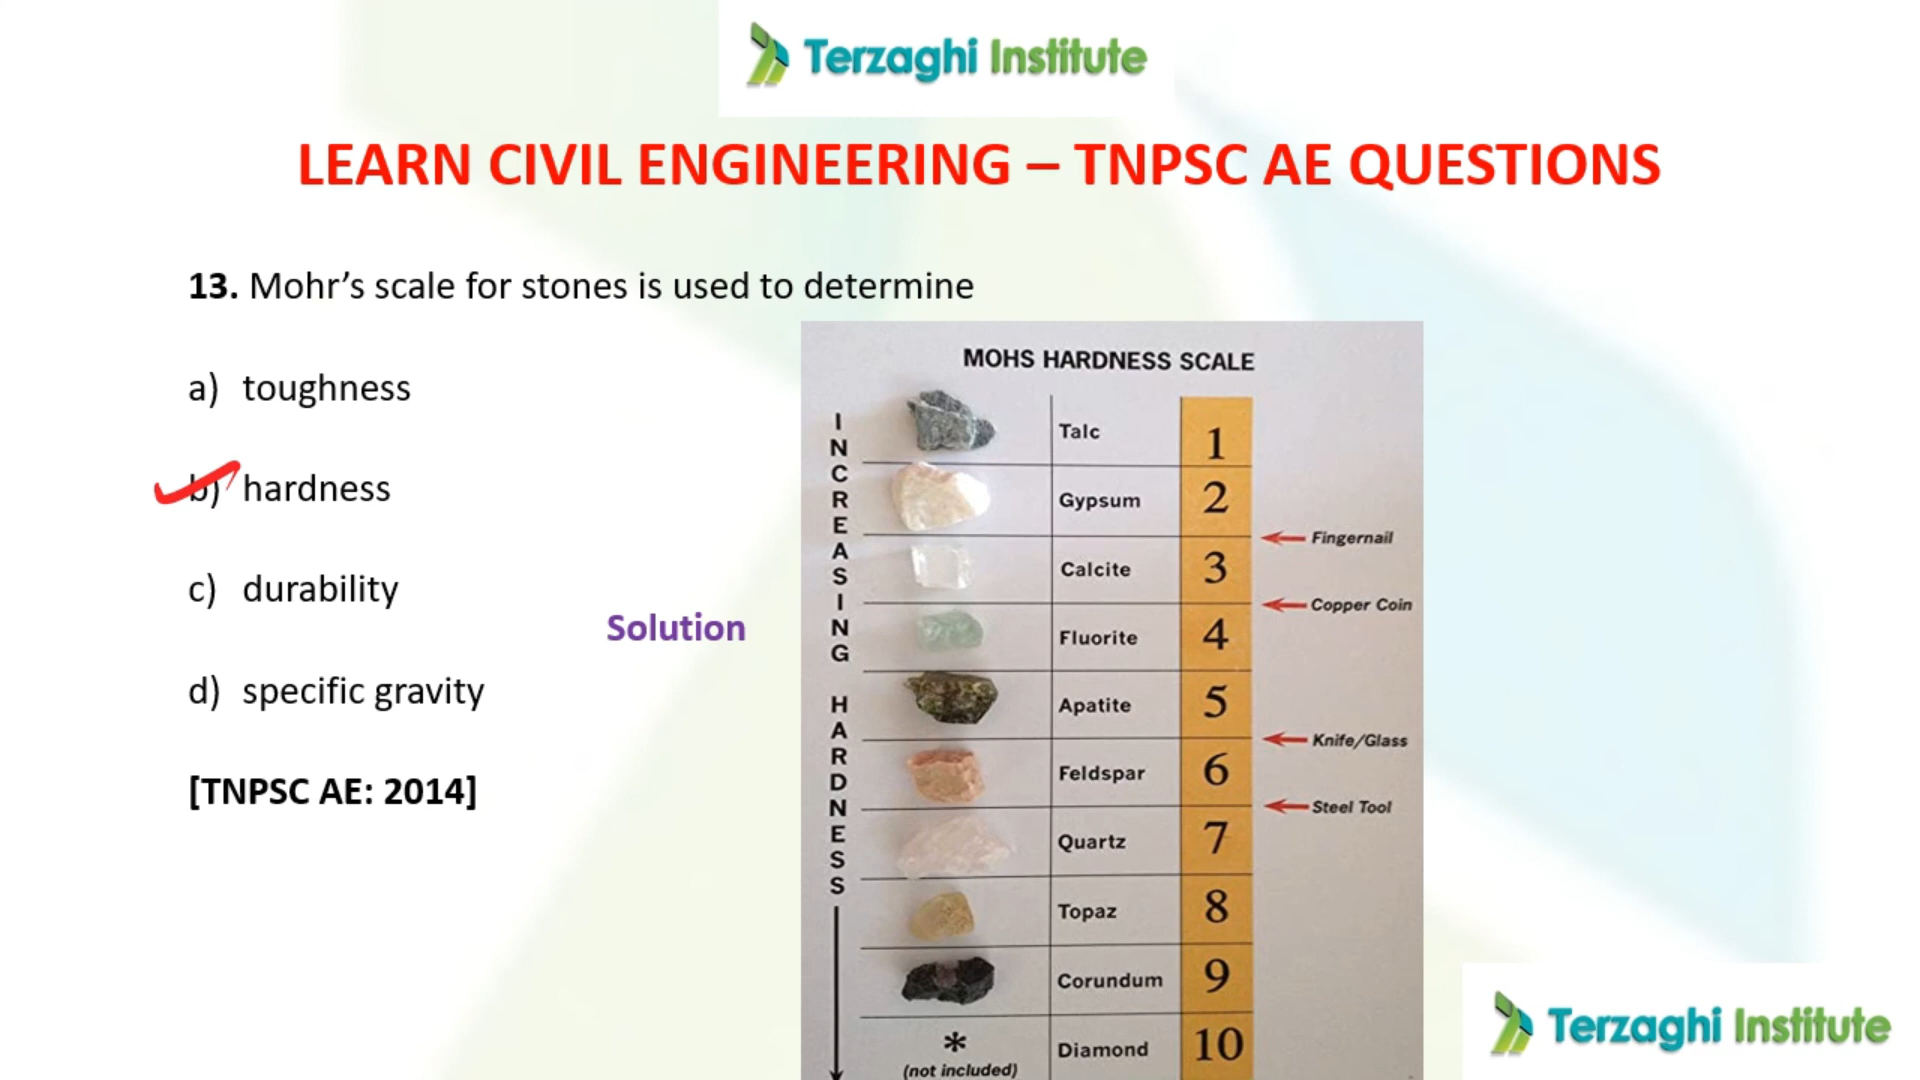 Terzaghi Institute
LEARN CIVIL ENGINEERING – TNPSC AE QUESTIONS
13. Mohr’s scale for stones is used to determine
a) toughness
b) hardness
c) durability
d) specific gravity
[TNPSC AE: 2014]
Solution
MOHS HARDNESS SCALE
INCREASING HARDNESS
Talc 1
Gypsum 2
Fingernail
Calcite 3
Copper Coin
Fluorite 4
Apatite 5
Knife/Glass
Feldspar 6
Steel Tool
Quartz 7
Topaz 8
Corundum 9
* Diamond 10
(not included)
Terzaghi Institute